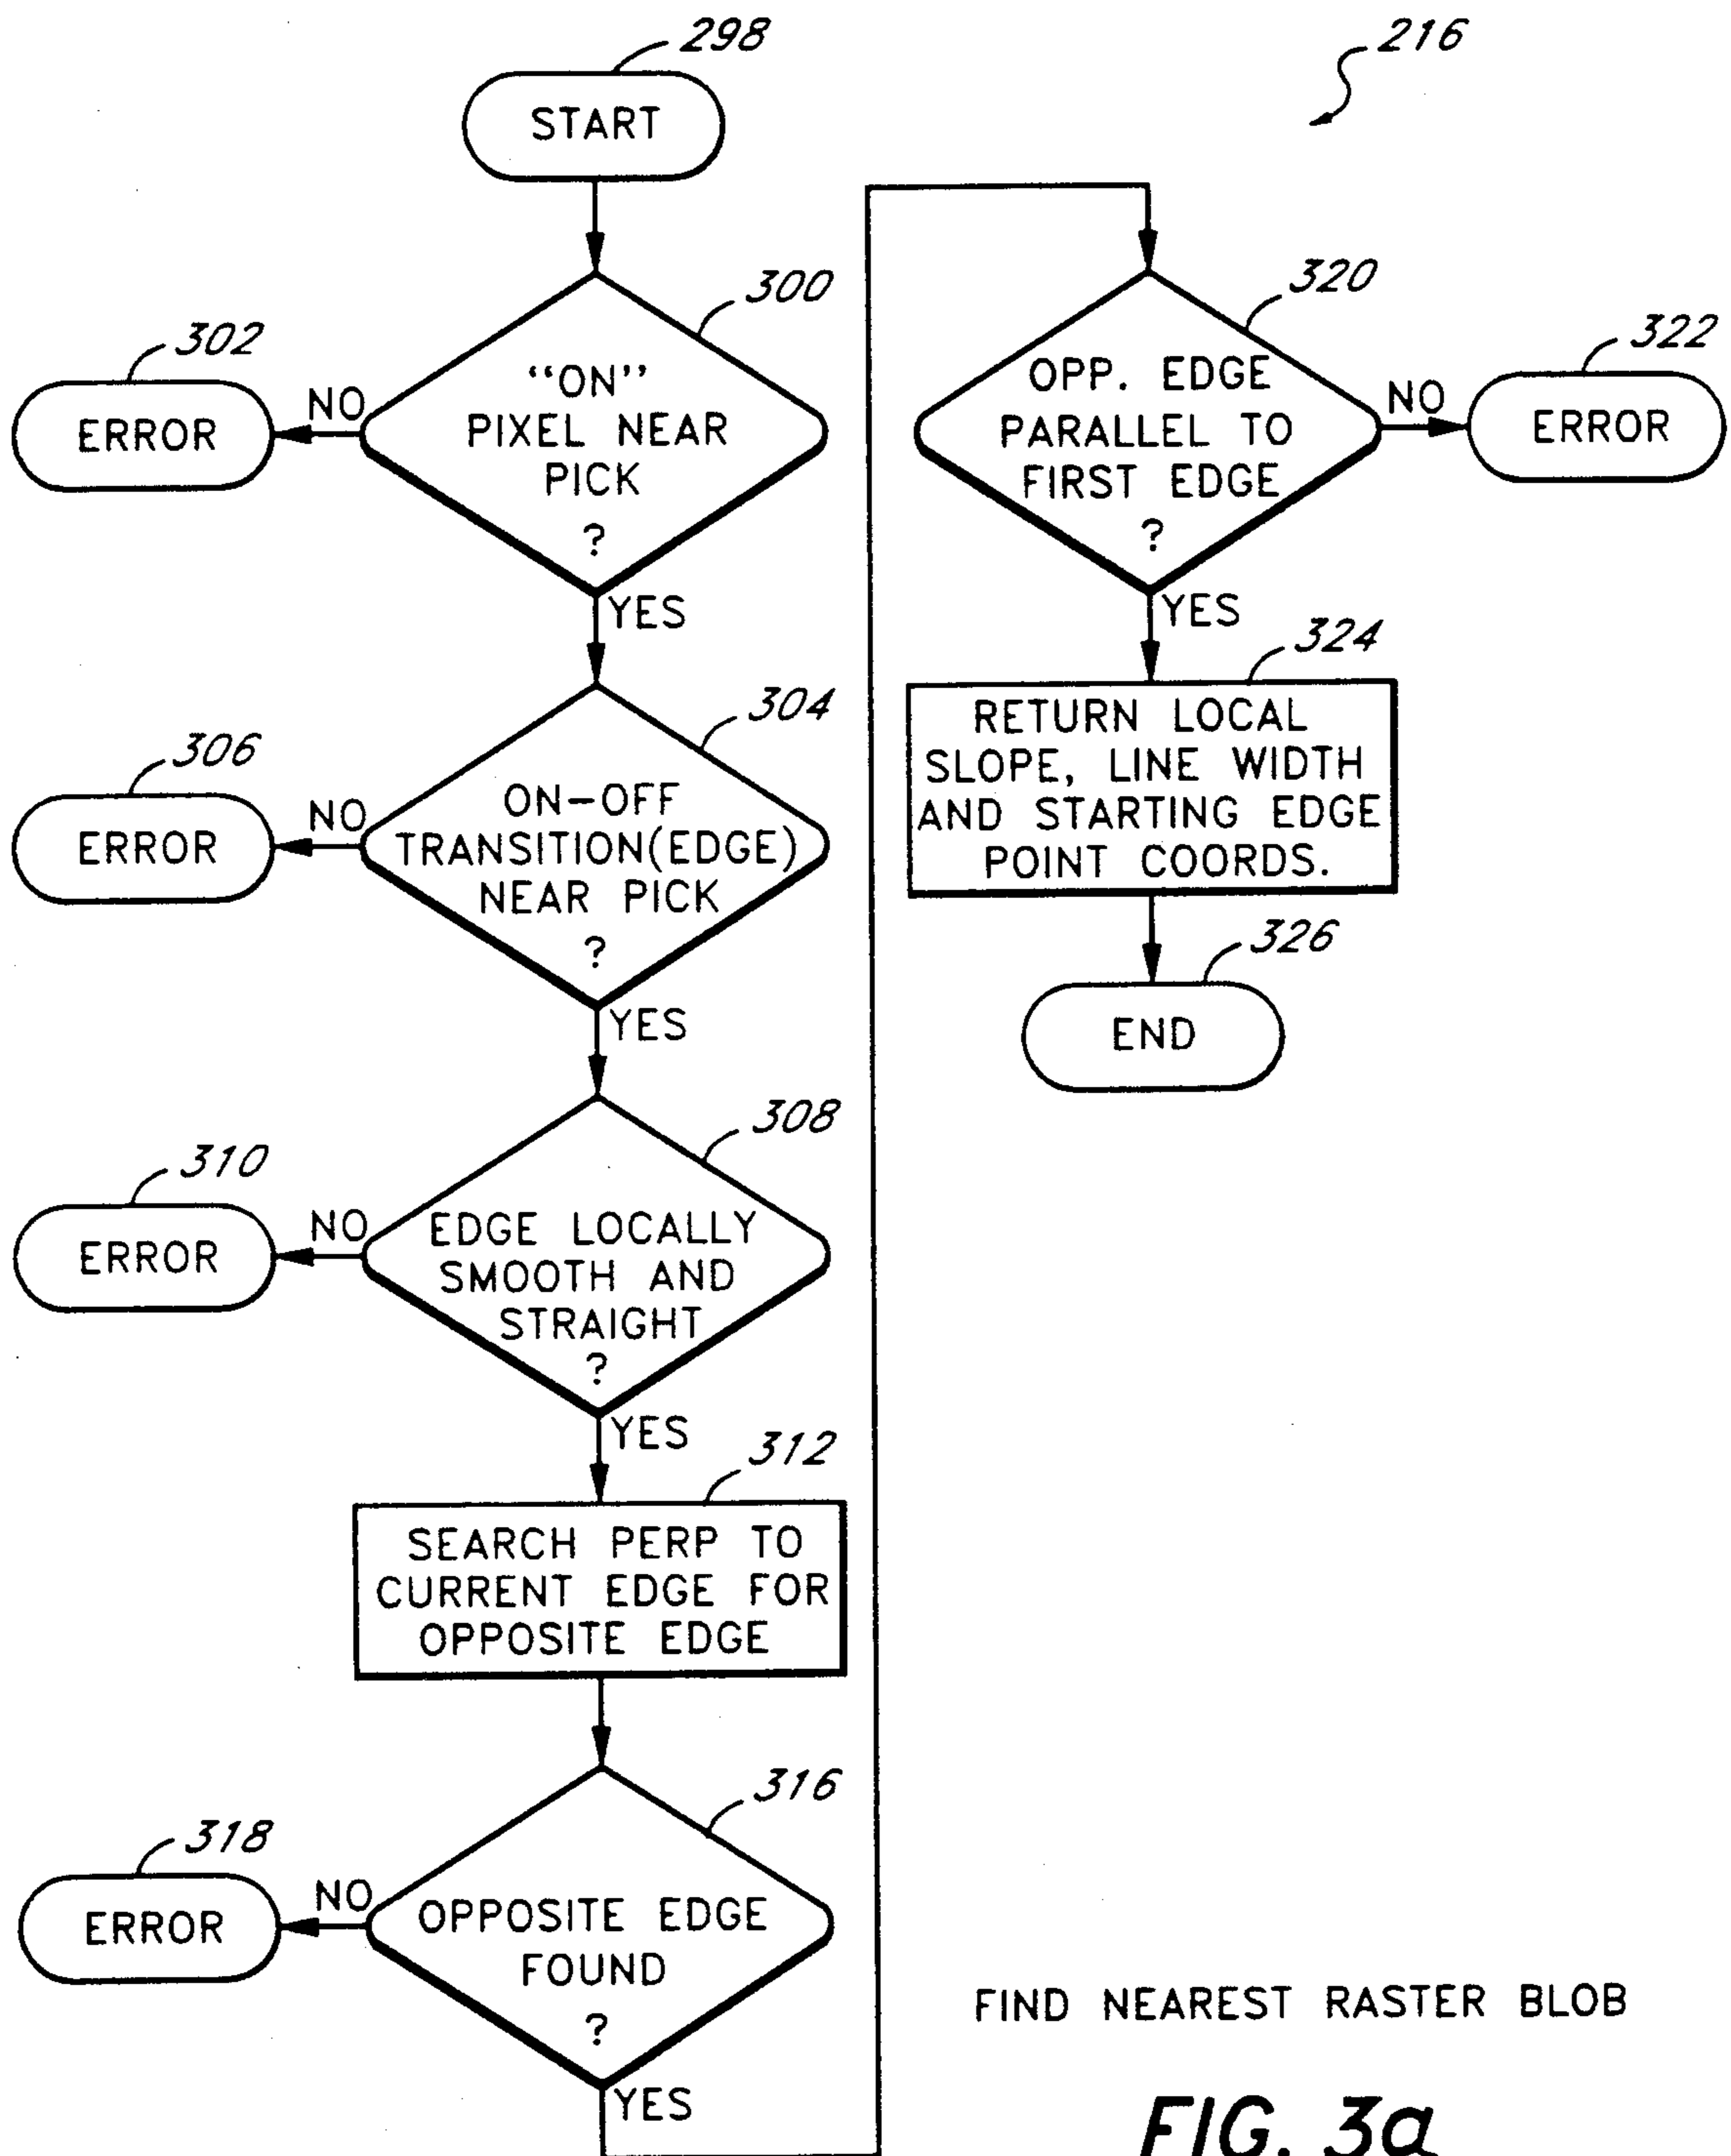 298
START
216
300
"ON"
PIXEL NEAR
PICK
?
NO
302
ERROR
YES
304
ON-OFF
TRANSITION(EDGE)
NEAR PICK
?
NO
306
ERROR
YES
308
EDGE LOCALLY
SMOOTH AND
STRAIGHT
?
NO
310
ERROR
YES
312
SEARCH PERP TO
CURRENT EDGE FOR
OPPOSITE EDGE
316
OPPOSITE EDGE
FOUND
?
NO
318
ERROR
YES
320
OPP. EDGE
PARALLEL TO
FIRST EDGE
?
NO
322
ERROR
YES
324
RETURN LOCAL
SLOPE, LINE WIDTH
AND STARTING EDGE
POINT COORDS.
326
END
FIND NEAREST RASTER BLOB
FIG. 3a